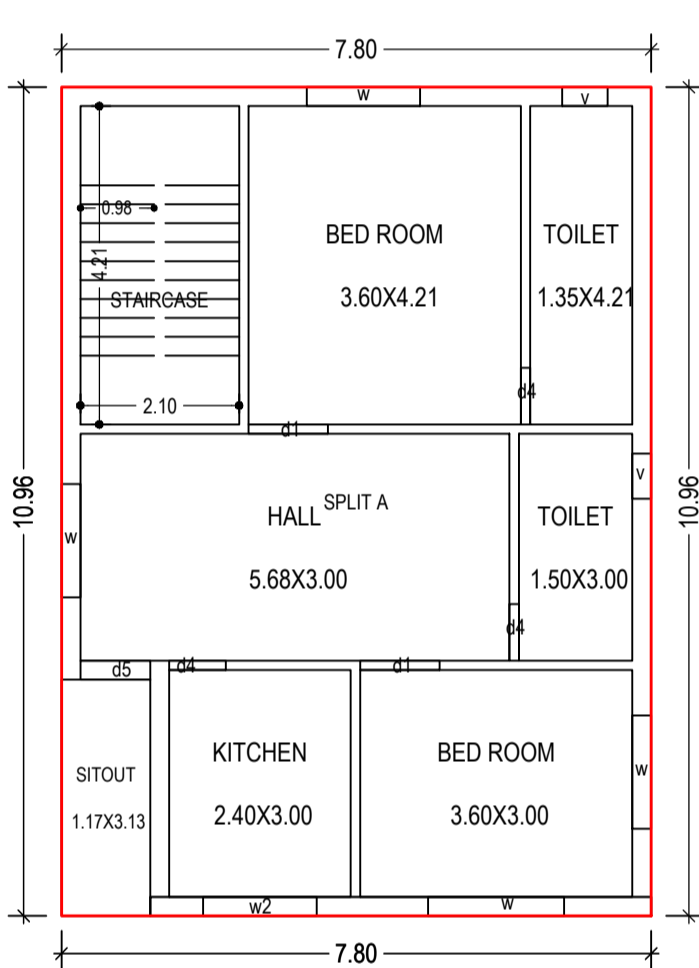 7.80
w
v
0.98
4.21
BED ROOM
TOILET
3.60X4.21
1.35X4.21
STAIRCASE
d4
2.10
d1
10.96
10.96
v
SPLIT A
HALL
TOILET
w
5.68X3.00
1.50X3.00
d4
d5
d4
d1
KITCHEN
BED ROOM
SITOUT
w
1.17X3.13
2.40X3.00
3.60X3.00
w2
w
7.80